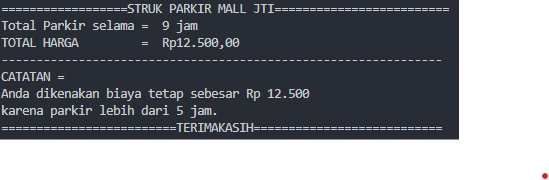 ==================STRUK PARKIR MALL JTI=========================
Total Parkir selama =  9 jam
TOTAL HARGA         =  Rp12.500,00
---------------------------------------------------------------
CATATAN =
Anda dikenakan biaya tetap sebesar Rp 12.500
karena parkir lebih dari 5 jam.
=========================TERIMAKASIH===========================